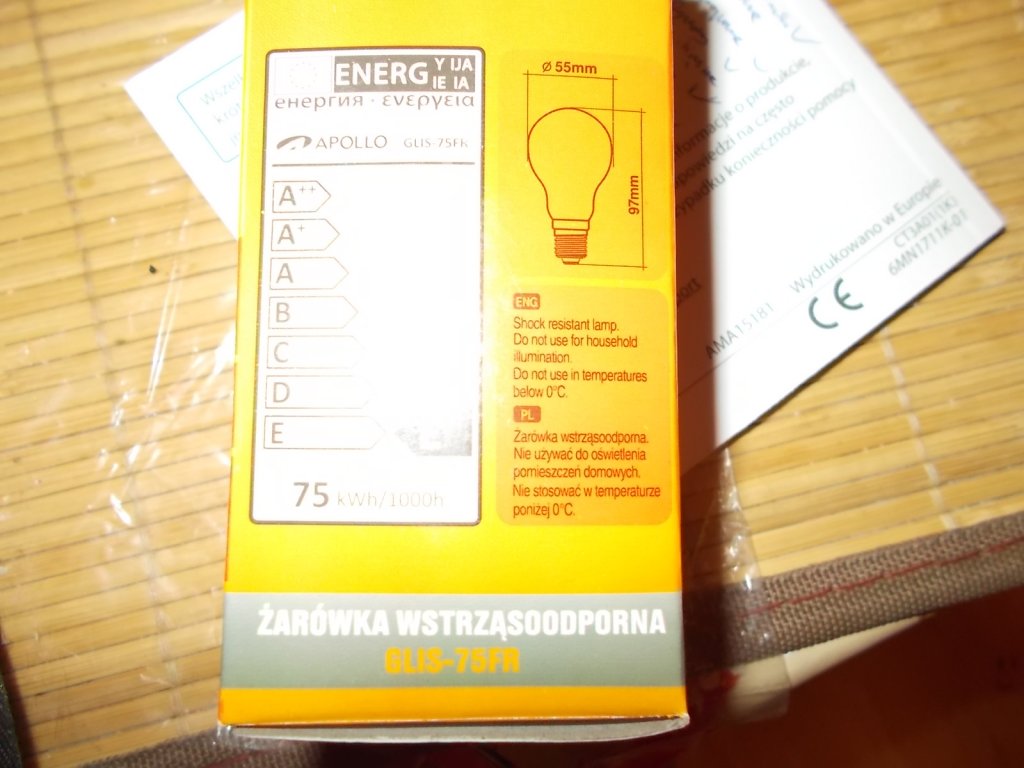 ENERG Y IJA
IE IA
енергия · ενεργεια
APOLLO GLIS-75FR
A++
A+
A
B
C
D
E
75 kWh/1000h
ø 55mm
97mm
ENG
Shock resistant lamp.
Do not use for household
illumination.
Do not use in temperatures
below 0°C.
PL
Żarówka wstrząsoodporna.
Nie używać do oświetlenia
pomieszczeń domowych.
Nie stosować w temperaturze
poniżej 0°C.
ŻARÓWKA WSTRZĄSOODPORNA
GLIS-75FR
Wszel
informacje o produkcie,
na często
konieczności pomocy
Wydrukowano w Europie
CT3A01(1K)
6MN1711K-01
AMA15181
CE